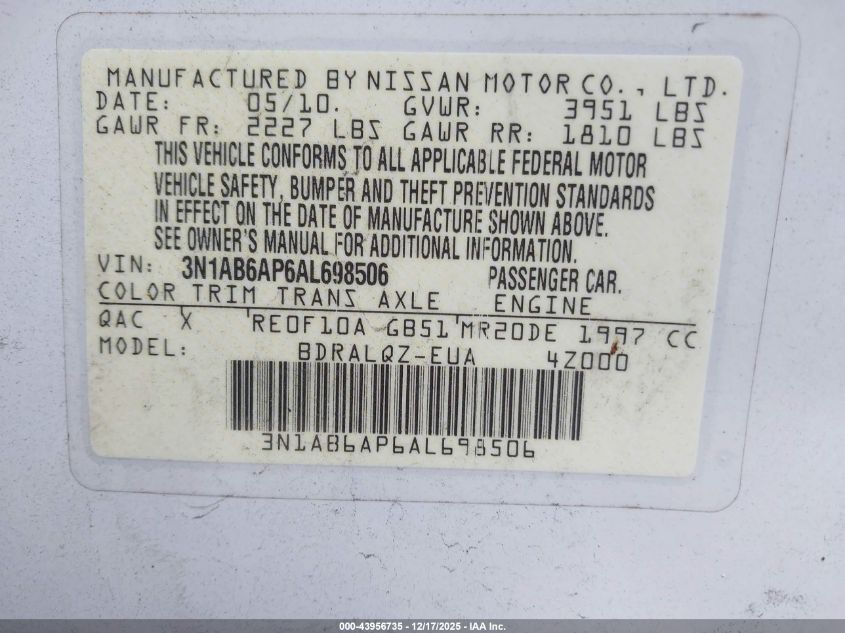 MANUFACTURED BY NISSAN MOTOR CO., LTD.
DATE: 05/10. GVWR: 3951 LBS
GAWR FR: 2227 LBS GAWR RR: 1810 LBS
THIS VEHICLE CONFORMS TO ALL APPLICABLE FEDERAL MOTOR
VEHICLE SAFETY, BUMPER AND THEFT PREVENTION STANDARDS
IN EFFECT ON THE DATE OF MANUFACTURE SHOWN ABOVE.
SEE OWNER'S MANUAL FOR ADDITIONAL INFORMATION.
VIN: 3N1AB6AP6AL698506 PASSENGER CAR.
COLOR TRIM TRANS AXLE ENGINE
QAC X RE0F10A GB51 MR20DE 1997 CC
MODEL: BDRALQZ-EUA 4Z000
3N1AB6AP6AL698506
000-43956735 - 12/17/2025 - IAA Inc.